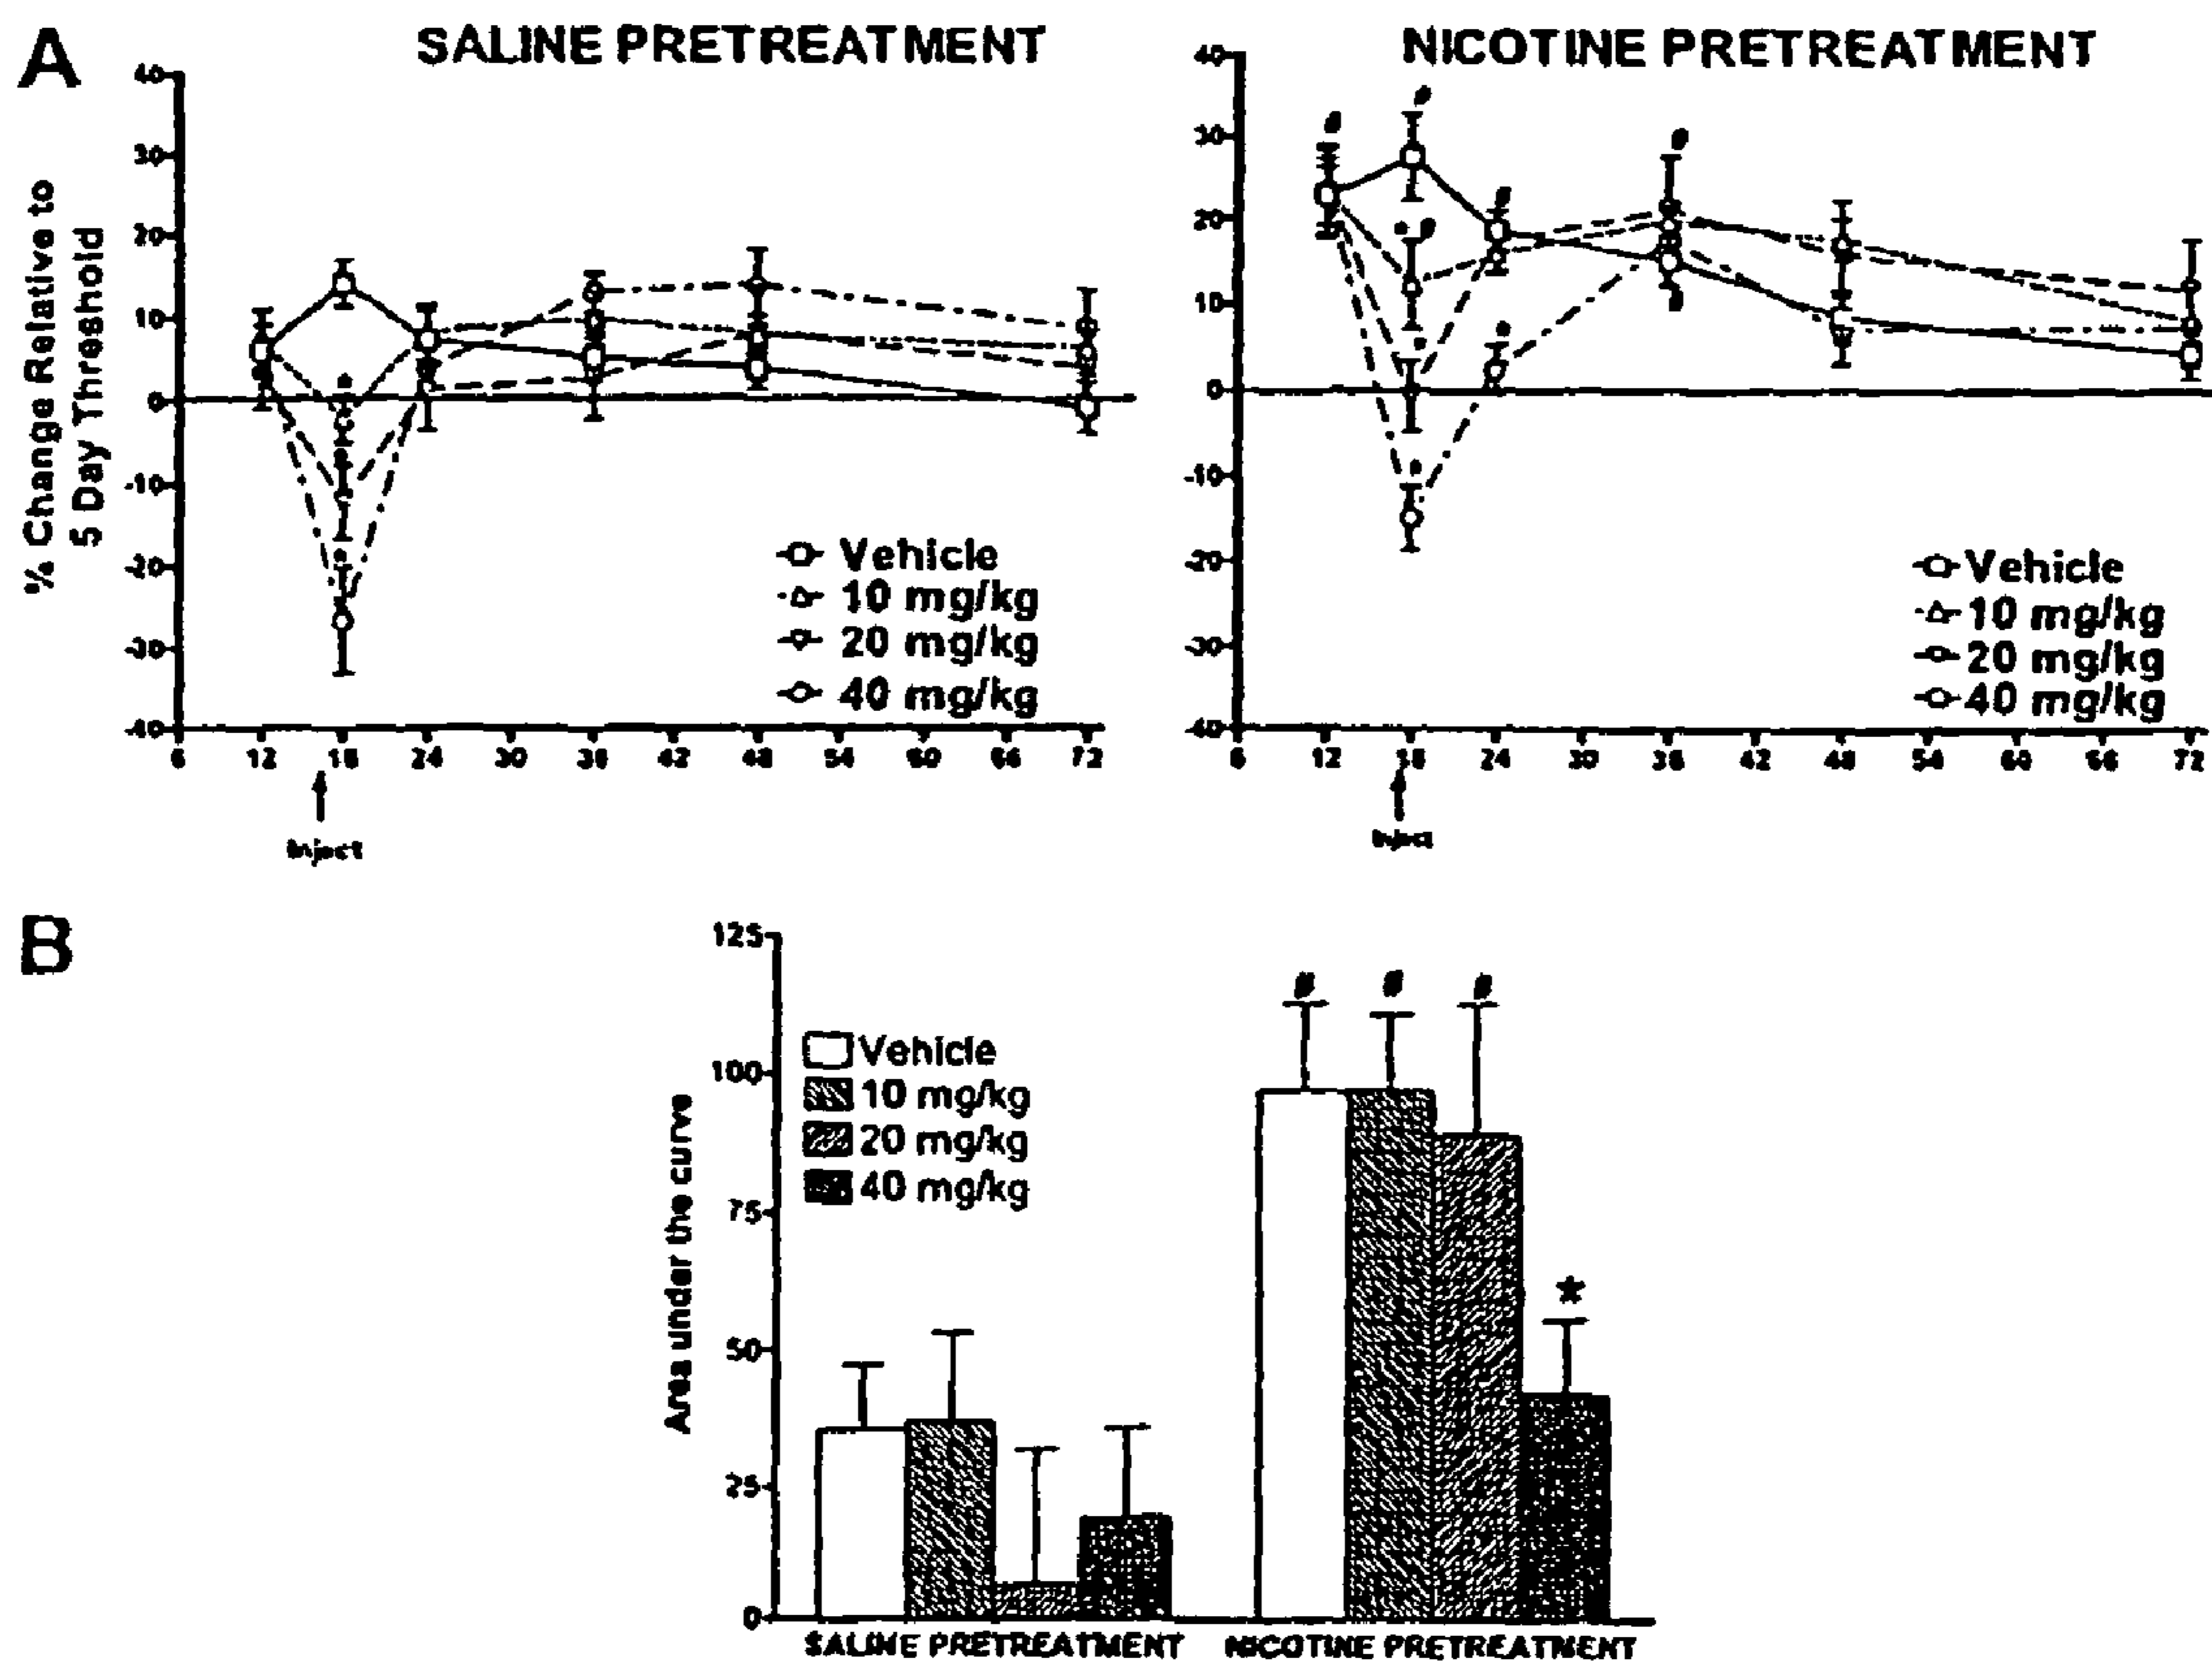 A
SALINE PRETREATMENT
% Change Relative to
5 Day Threshold
40
30
20
10
0
-10
-20
-30
-40
6 12 18 24 30 36 42 48 54 60 66 72
Inject
Vehicle
10 mg/kg
20 mg/kg
40 mg/kg
NICOTINE PRETREATMENT
40
30
20
10
0
-10
-20
-30
-40
6 12 18 24 30 36 42 48 54 60 66 72
Inject
Vehicle
10 mg/kg
20 mg/kg
40 mg/kg
# # # # * # * * * *
B
Area under the curve
125
100
75
50
25
0
Vehicle
10 mg/kg
20 mg/kg
40 mg/kg
# # #
*
SALINE PRETREATMENT NICOTINE PRETREATMENT